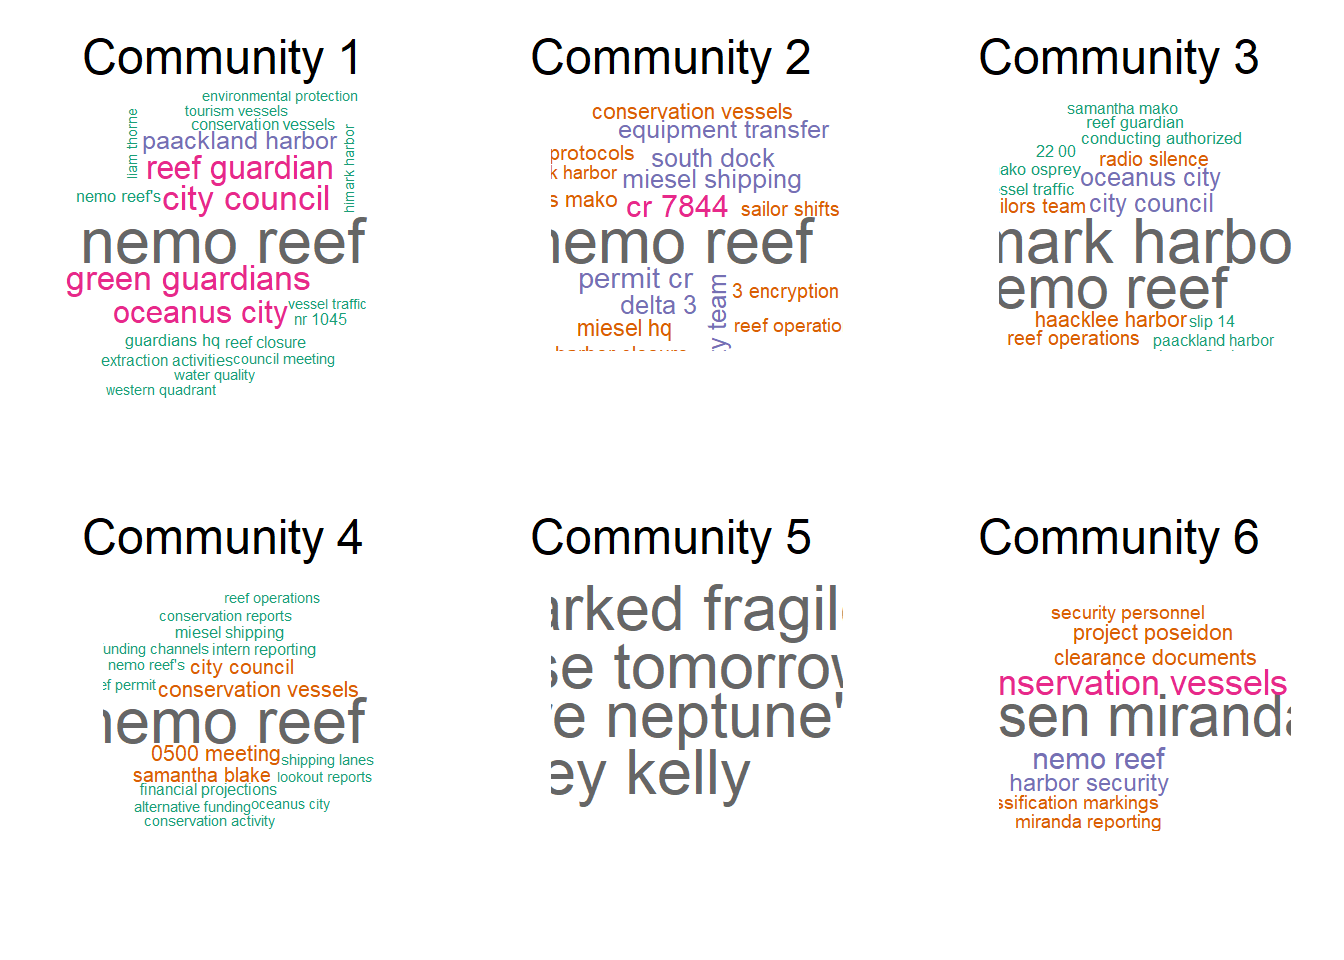 Community 1
environmental protection
tourism vessels
conservation vessels
liam thorne
paackland harbor
himark harbor
reef guardian
nemo reef's
city council
nemo reef
green guardians
oceanus city
vessel traffic
nr 1045
guardians hq
reef closure
extraction activities
council meeting
water quality
western quadrant
Community 2
conservation vessels
equipment transfer
protocols
south dock
k harbor
miesel shipping
s mako
cr 7844
sailor shifts
nemo reef
permit cr
3 encryption
delta 3
y team
miesel hq
reef operatio
harbor closure
Community 3
samantha mako
reef guardian
conducting authorized
22 00
radio silence
ako osprey
oceanus city
ssel traffic
ilors team
city council
mark harbo
emo reef
haacklee harbor
slip 14
reef operations
paackland harbor
Community 4
reef operations
conservation reports
miesel shipping
unding channels
intern reporting
nemo reef's
city council
ef permit
conservation vessels
nemo reef
0500 meeting
shipping lanes
samantha blake
lookout reports
financial projections
alternative funding
oceanus city
conservation activity
Community 5
arked fragil
se tomorrow
re neptune'
ey kelly
Community 6
security personnel
project poseidon
clearance documents
nservation vessels
sen miranda
nemo reef
harbor security
ssification markings
miranda reporting